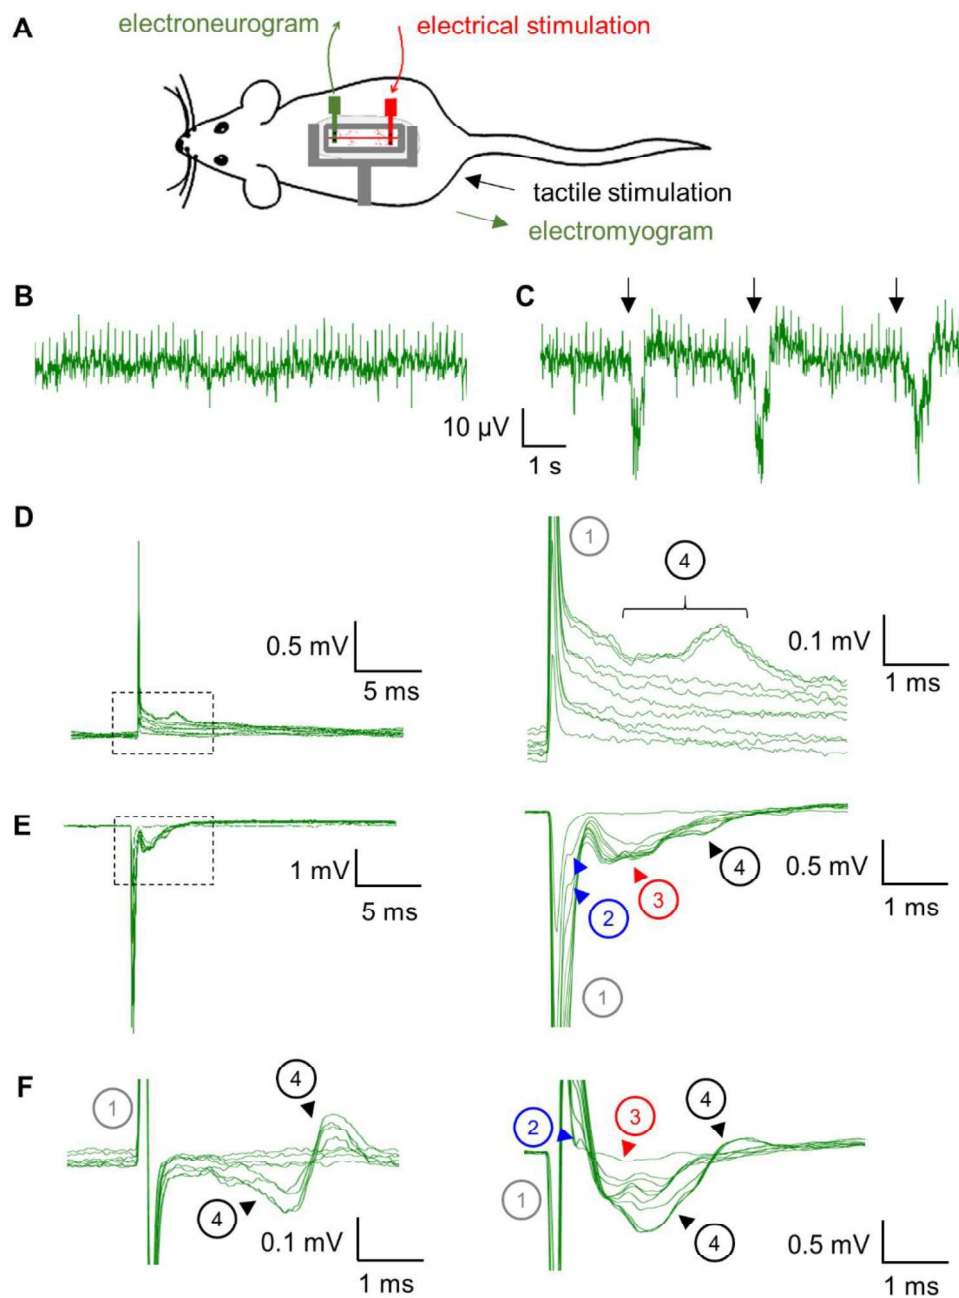 A
electroneurogram
electrical stimulation
tactile stimulation
electromyogram
B
C
10 µV
1 s
D
0.5 mV
5 ms
1
4
0.1 mV
1 ms
E
1 mV
5 ms
2
3
4
1
0.5 mV
1 ms
F
1
4
4
0.1 mV
1 ms
2
3
4
1
4
0.5 mV
1 ms